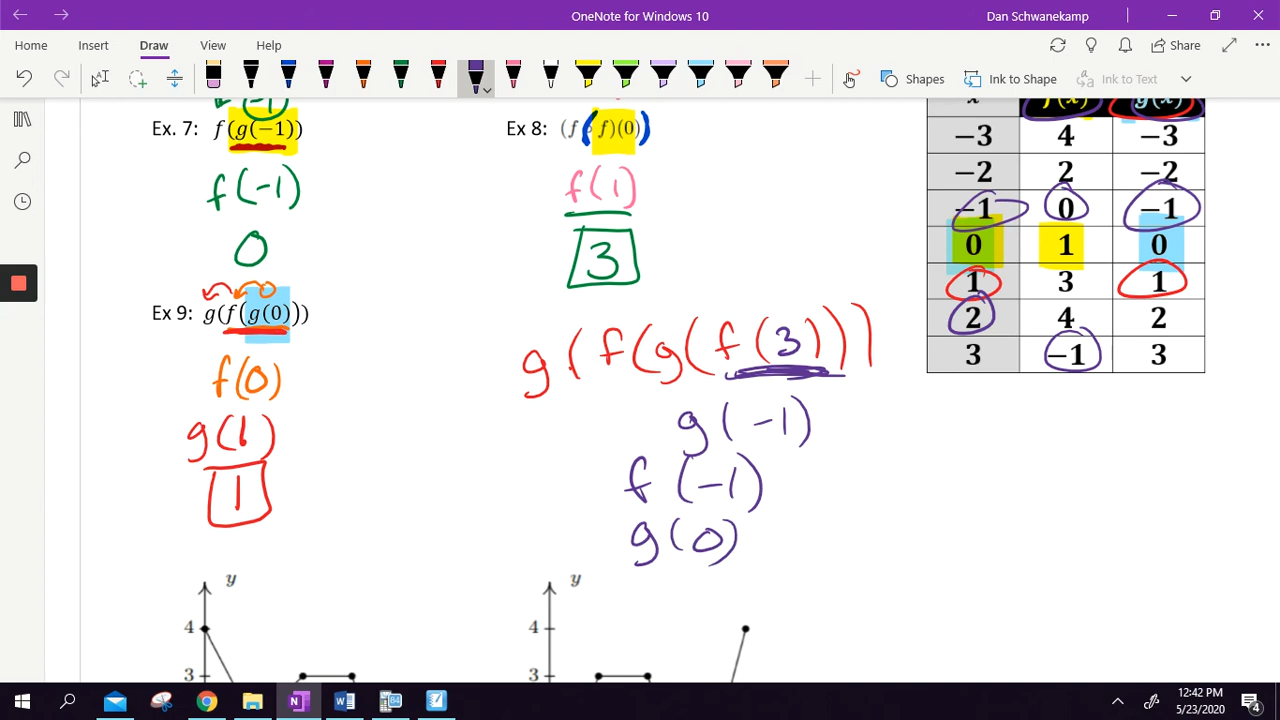 OneNote for Windows 10
Dan Schwanekamp
Home Insert Draw View Help
Share
Shapes Ink to Shape Ink to Text
(-1)
Ex. 7: f(g(−1))
f(-1)
0
Ex 8: (f f)(0)
f(1)
3
Ex 9: g(f(g(0)))
f(0)
g(1)
1
g(f(g(f(3))))
g(-1)
f(-1)
g(0)
x f(x) g(x)
−3 4 −3
−2 2 −2
−1 0 −1
0 1 0
1 3 1
2 4 2
3 −1 3
y
4
3
y
4
3
12:42 PM
5/23/2020
4